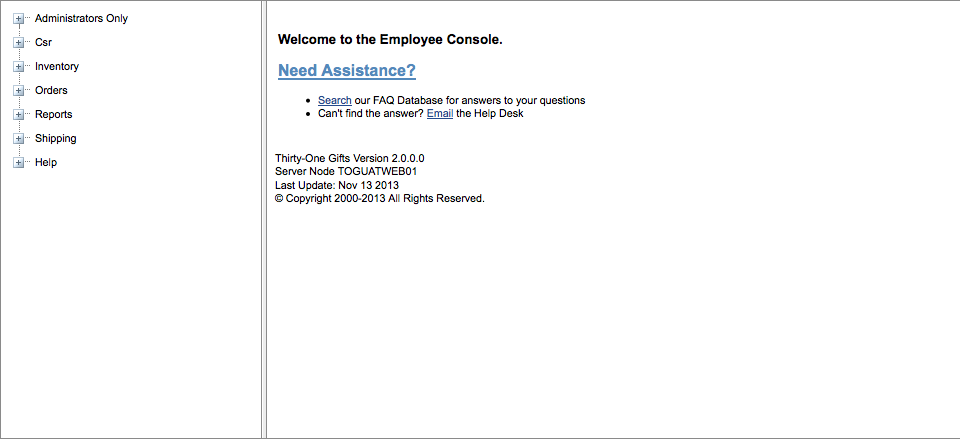 Administrators Only
Csr
Inventory
Orders
Reports
Shipping
Help
Welcome to the Employee Console.
Need Assistance?
Search our FAQ Database for answers to your questions
Can't find the answer? Email the Help Desk
Thirty-One Gifts Version 2.0.0.0
Server Node TOGUATWEB01
Last Update: Nov 13 2013
© Copyright 2000-2013 All Rights Reserved.